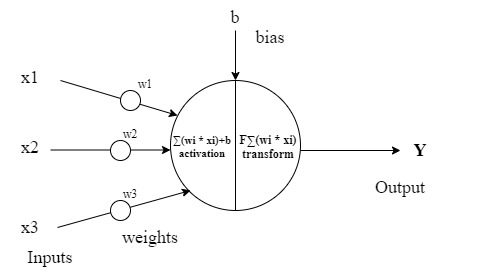 b
bias
x1
w1
x2
w2
∑(wi * xi)+b
activation
F∑(wi * xi)
transform
Y
Output
x3
w3
weights
Inputs